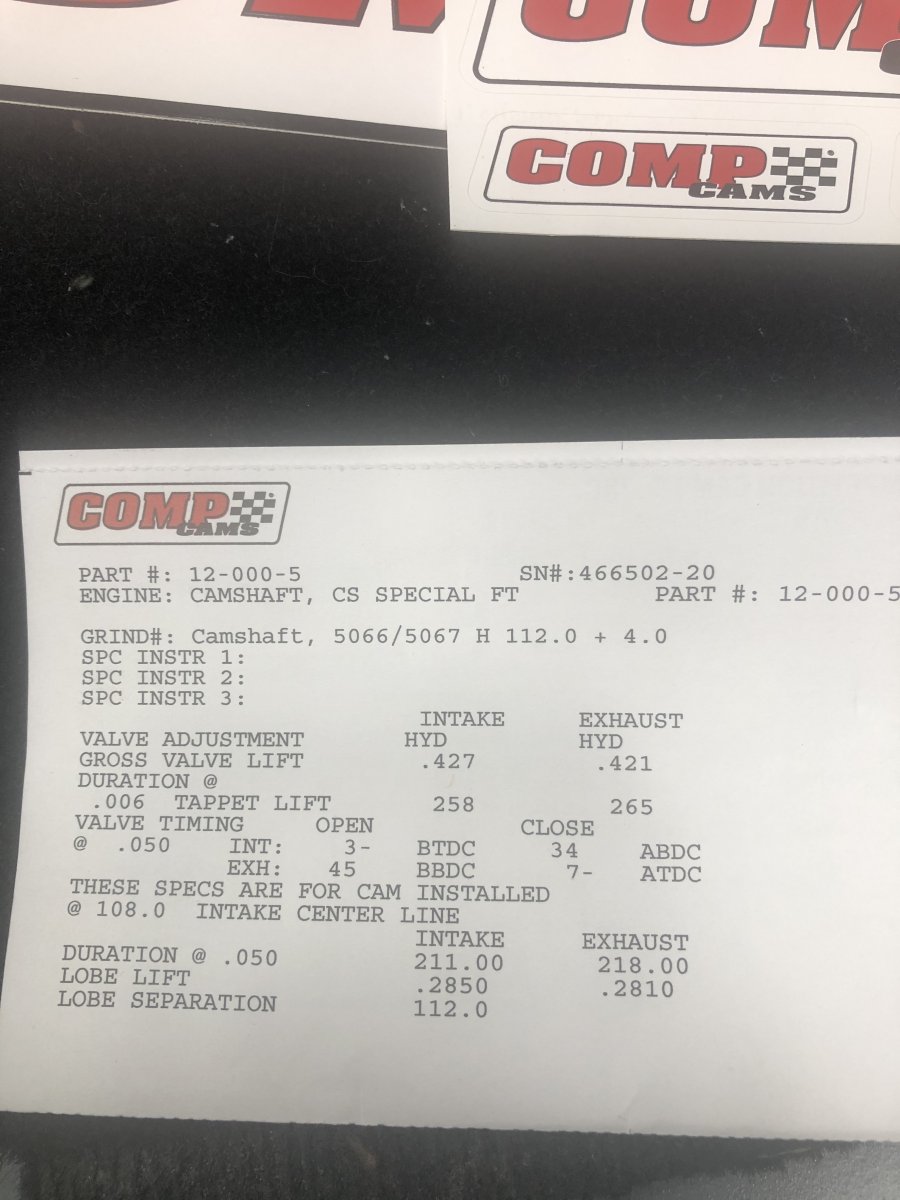 COM
COMP
CAMS
COMP
CAMS
PART #: 12-000-5 SN#:466502-20
ENGINE: CAMSHAFT, CS SPECIAL FT PART #: 12-000-5
GRIND#: Camshaft, 5066/5067 H 112.0 + 4.0
SPC INSTR 1:
SPC INSTR 2:
SPC INSTR 3:
INTAKE EXHAUST
VALVE ADJUSTMENT HYD HYD
GROSS VALVE LIFT .427 .421
DURATION @
.006 TAPPET LIFT 258 265
VALVE TIMING OPEN CLOSE
@ .050 INT: 3- BTDC 34 ABDC
EXH: 45 BBDC 7- ATDC
THESE SPECS ARE FOR CAM INSTALLED
@ 108.0 INTAKE CENTER LINE
INTAKE EXHAUST
DURATION @ .050 211.00 218.00
LOBE LIFT .2850 .2810
LOBE SEPARATION 112.0